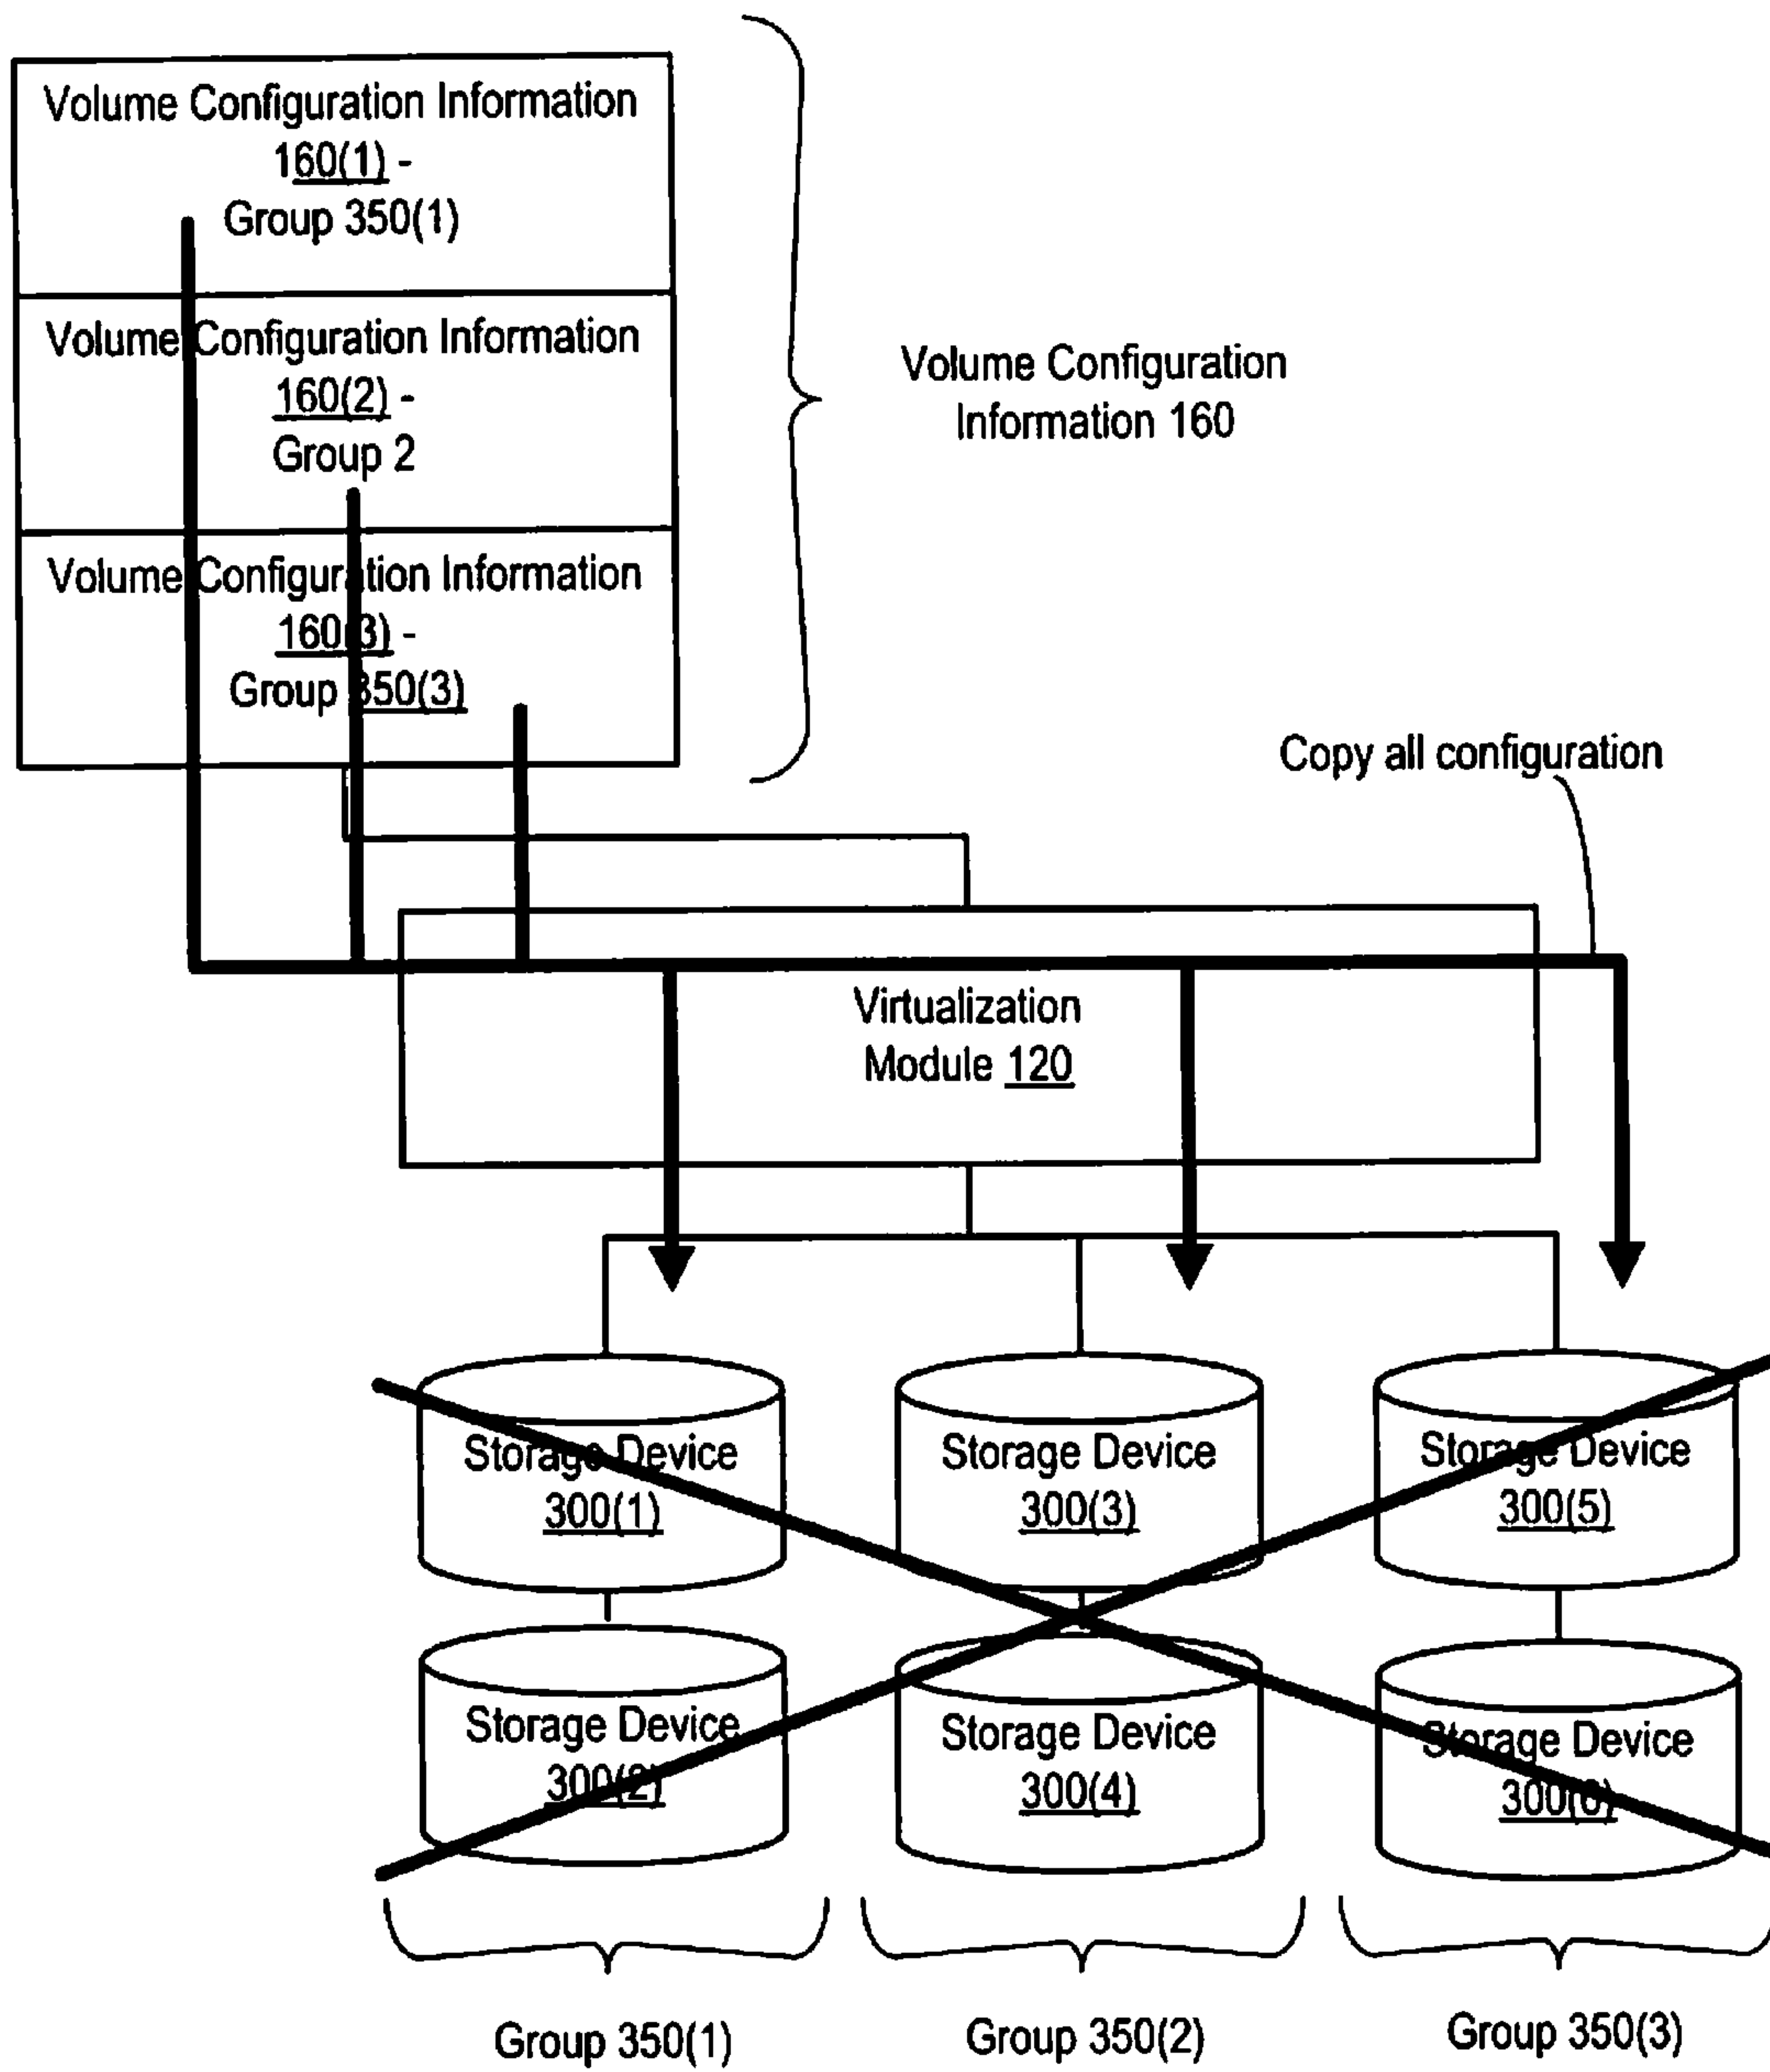 Volume Configuration Information
160(1) -
Group 350(1)
Volume Configuration Information
160(2) -
Group 2
Volume Configuration Information
160(3) -
Group 350(3)
Volume Configuration
Information 160
Copy all configuration
Virtualization
Module 120
Storage Device
300(1)
Storage Device
300(3)
Storage Device
300(5)
Storage Device
300(2)
Storage Device
300(4)
Storage Device
300(6)
Group 350(1)
Group 350(2)
Group 350(3)